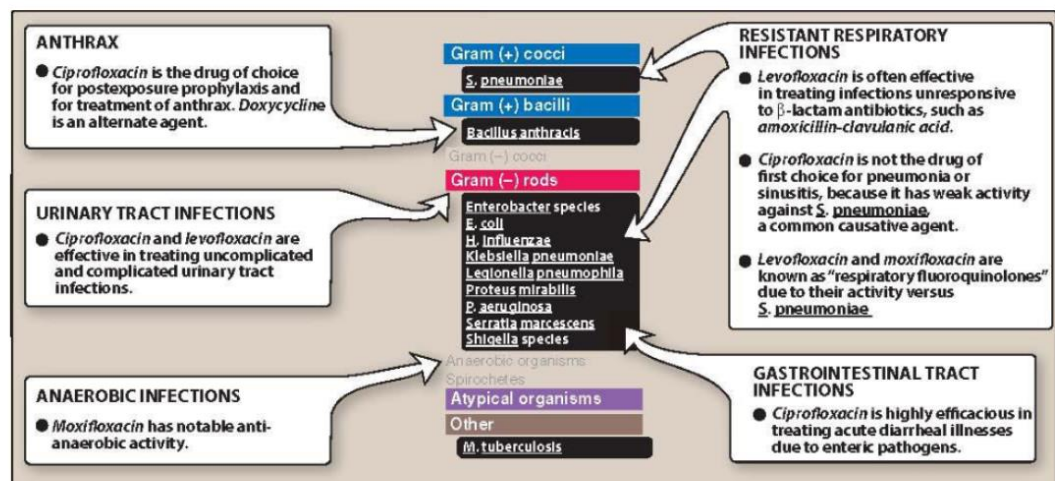 ANTHRAX
● Ciprofloxacin is the drug of choice
for postexposure prophylaxis and
for treatment of anthrax. Doxycycline
is an alternate agent.
URINARY TRACT INFECTIONS
● Ciprofloxacin and levofloxacin are
effective in treating uncomplicated
and complicated urinary tract
infections.
ANAEROBIC INFECTIONS
● Moxifloxacin has notable anti-
anaerobic activity.
Gram (+) cocci
S. pneumoniae
Gram (+) bacilli
Bacillus anthracis
Gram (–) cocci
Gram (–) rods
Enterobacter species
E. coli
H. influenzae
Klebsiella pneumoniae
Legionella pneumophila
Proteus mirabilis
P. aeruginosa
Serratia marcescens
Shigella species
Anaerobic organisms
Spirochetes
Atypical organisms
Other
M. tuberculosis
RESISTANT RESPIRATORY
INFECTIONS
● Levofloxacin is often effective
in treating infections unresponsive
to β-lactam antibiotics, such as
amoxicillin-clavulanic acid.
● Ciprofloxacin is not the drug of
first choice for pneumonia or
sinusitis, because it has weak activity
against S. pneumoniae,
a common causative agent.
● Levofloxacin and moxifloxacin are
known as “respiratory fluoroquinolones”
due to their activity versus
S. pneumoniae
GASTROINTESTINAL TRACT
INFECTIONS
● Ciprofloxacin is highly efficacious in
treating acute diarrheal illnesses
due to enteric pathogens.